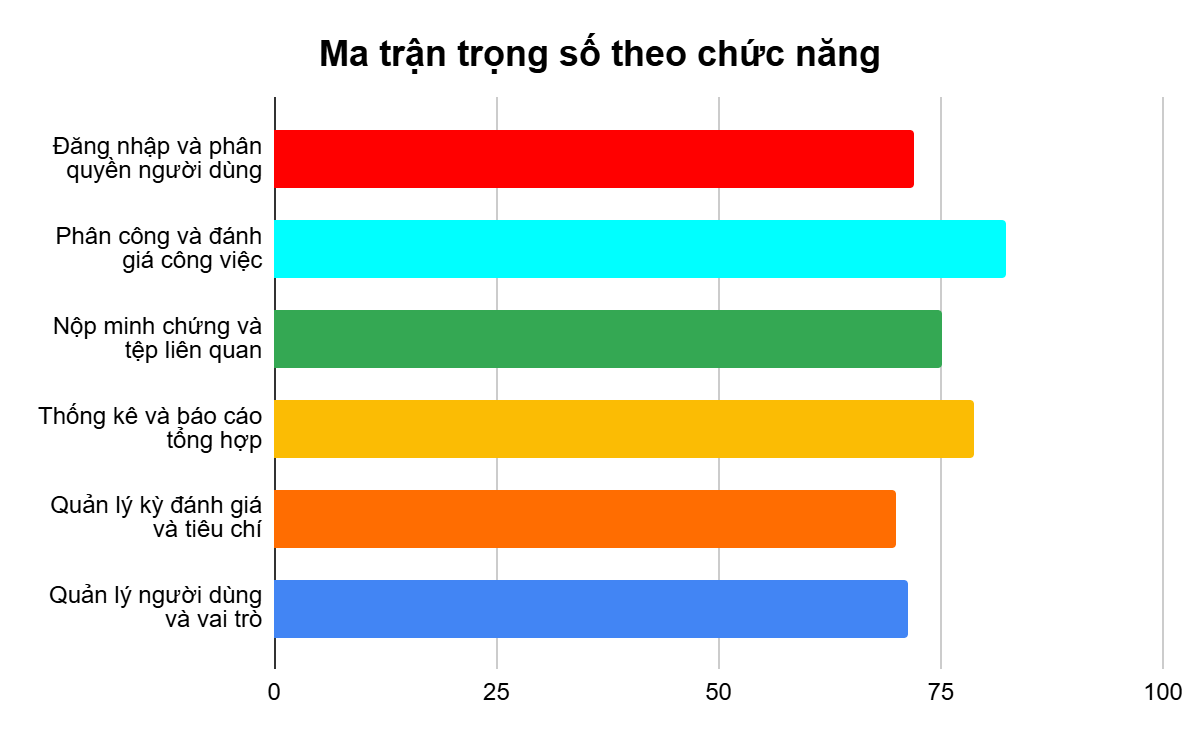 Ma trận trọng số theo chức năng
Đăng nhập và phân
quyền người dùng
Phân công và đánh
giá công việc
Nộp minh chứng và
tệp liên quan
Thống kê và báo cáo
tổng hợp
Quản lý kỳ đánh giá
và tiêu chí
Quản lý người dùng
và vai trò
0 25 50 75 100